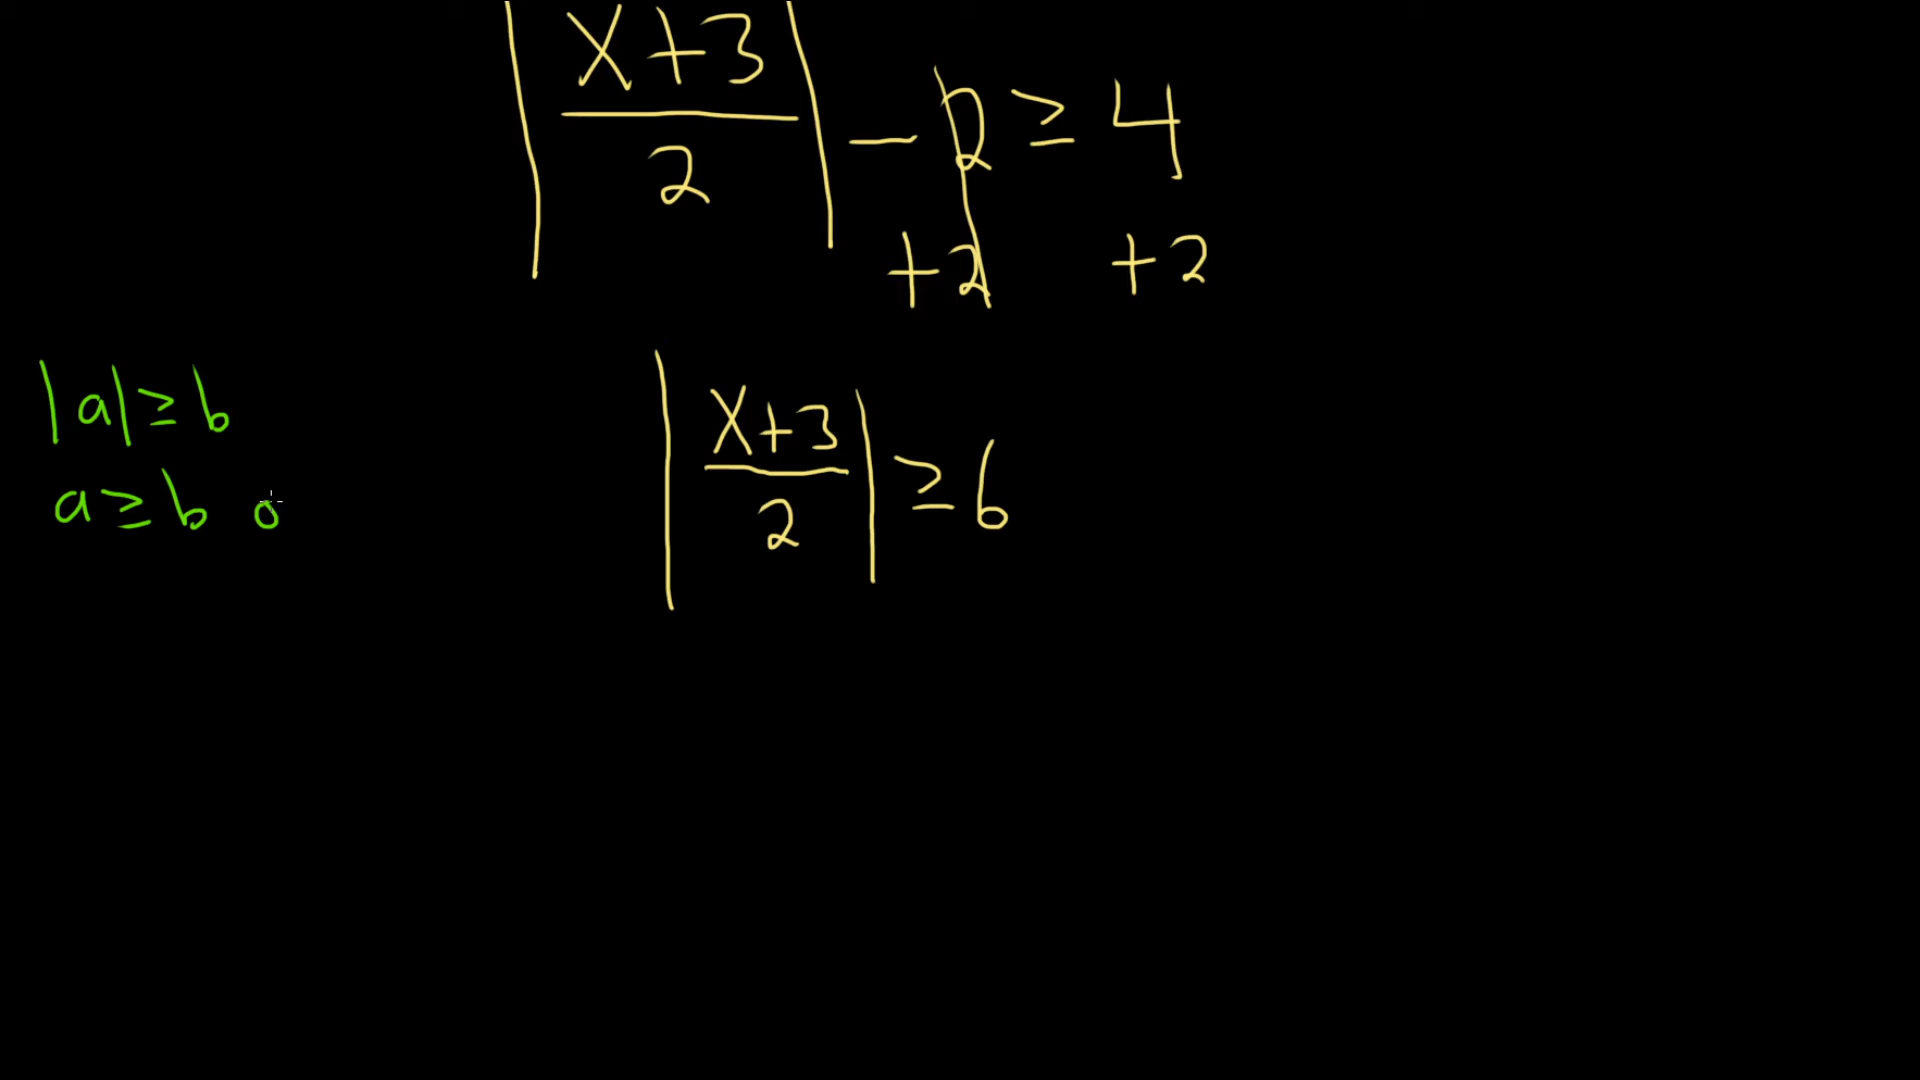 |x+3/2| - 2 ≥ 4
+2 +2
|a| ≥ b
|x+3/2| ≥ 6
a ≥ b o